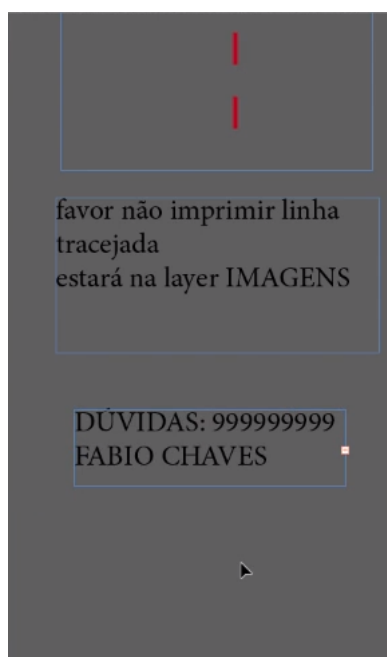 favor não imprimir linha
tracejada
estará na layer IMAGENS
DÚVIDAS: 999999999
FABIO CHAVES